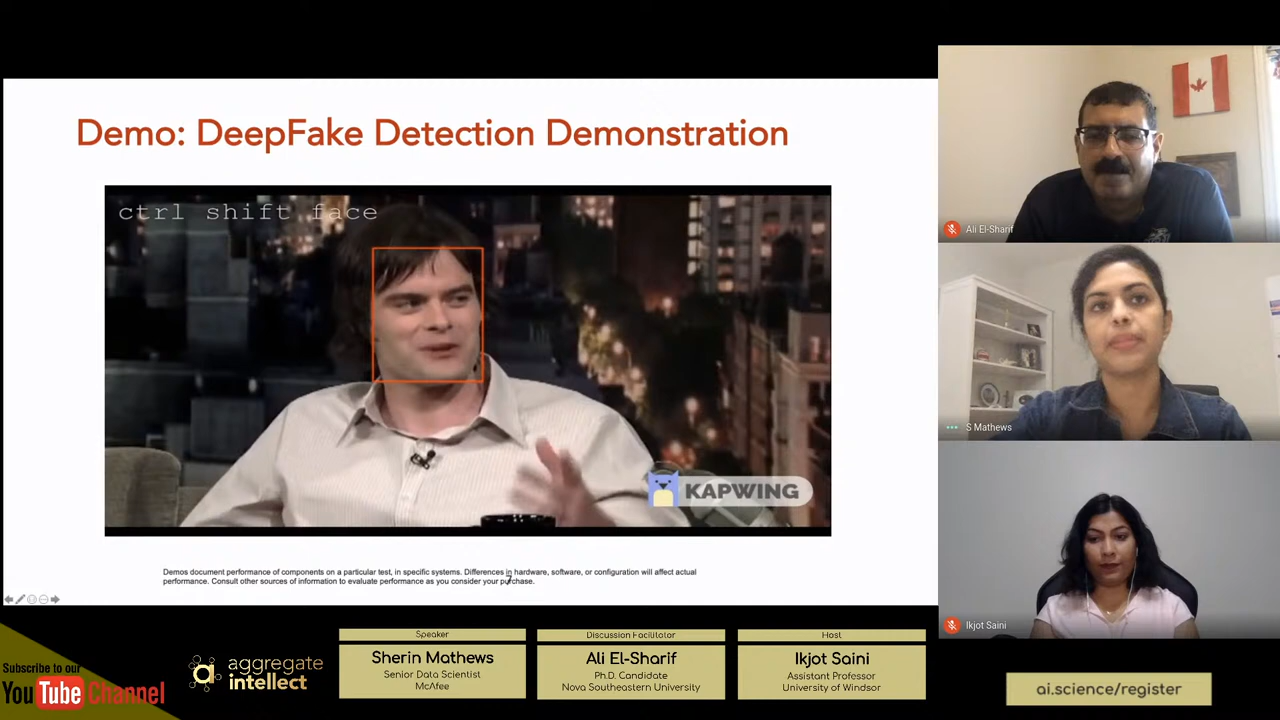 Demo: DeepFake Detection Demonstration
ctrl shift face
KAPWING
Demos document performance of components on a particular test, in specific systems. Differences in hardware, software, or configuration will affect actual
performance. Consult other sources of information to evaluate performance as you consider your purchase.
7
Ali El-Sharif
S Mathews
Ikjot Saini
Subscribe to our
YouTube Channel
aggregate
intellect
Speaker
Sherin Mathews
Senior Data Scientist
McAfee
Discussion Facilitator
Ali El-Sharif
Ph.D. Candidate
Nova Southeastern University
Host
Ikjot Saini
Assistant Professor
University of Windsor
ai.science/register